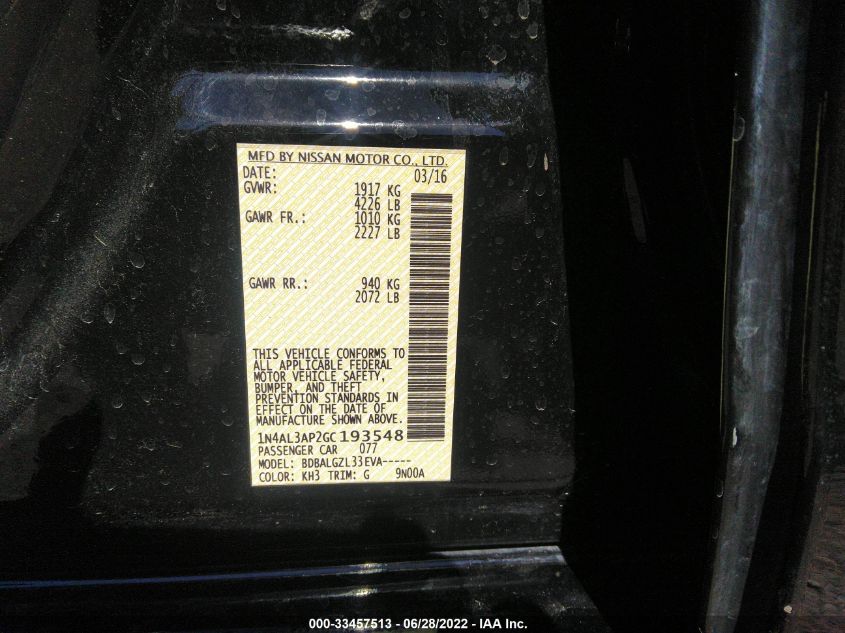 MFD BY NISSAN MOTOR CO., LTD.
DATE: 03/16
GVWR: 1917 KG
4226 LB
GAWR FR.: 1010 KG
2227 LB
GAWR RR.: 940 KG
2072 LB
THIS VEHICLE CONFORMS TO
ALL APPLICABLE FEDERAL
MOTOR VEHICLE SAFETY,
BUMPER, AND THEFT
PREVENTION STANDARDS IN
EFFECT ON THE DATE OF
MANUFACTURE SHOWN ABOVE.
1N4AL3AP2GC193548
PASSENGER CAR 077
MODEL: BDBALGZL33EVA-----
COLOR: KH3 TRIM: G 9N00A
000-33457513 - 06/28/2022 - IAA Inc.